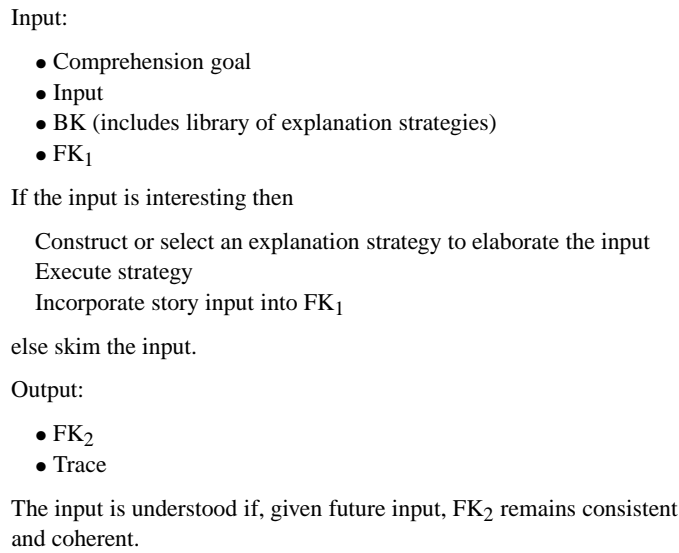 Input:
• Comprehension goal
• Input
• BK (includes library of explanation strategies)
• FK1
If the input is interesting then
Construct or select an explanation strategy to elaborate the input
Execute strategy
Incorporate story input into FK1
else skim the input.
Output:
• FK2
• Trace
The input is understood if, given future input, FK2 remains consistent
and coherent.